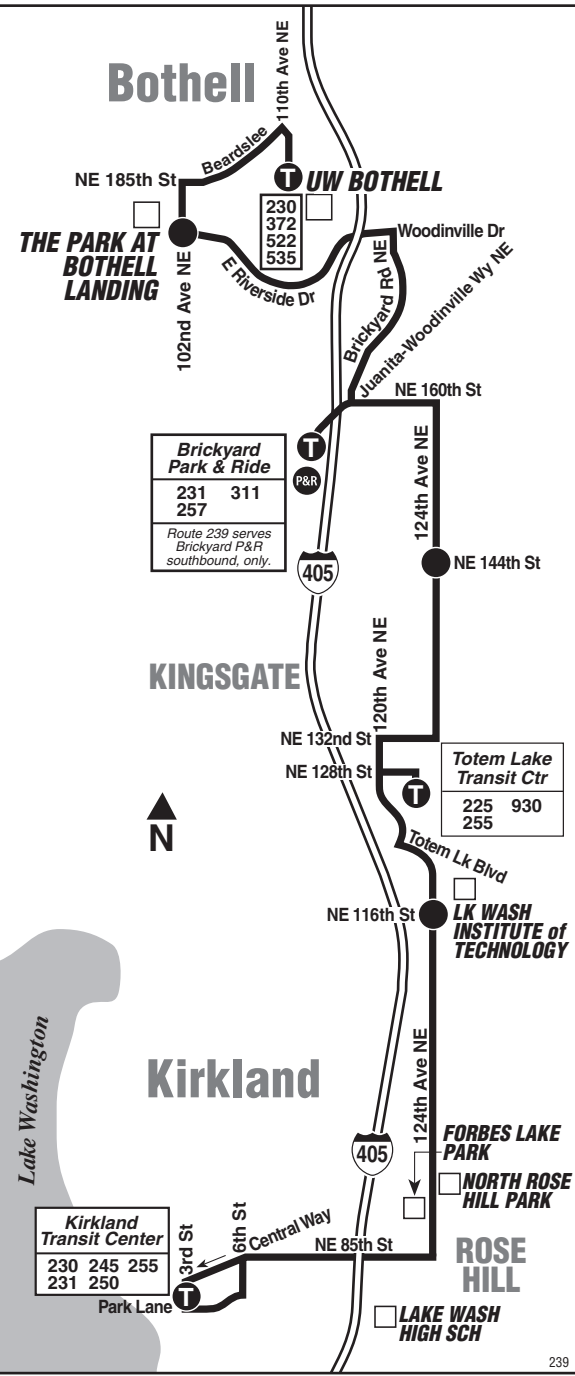 Bothell
110th Ave NE
Beardslee
NE 185th St
UW BOTHELL
T
230
372
522
535
THE PARK AT
BOTHELL
LANDING
102nd Ave NE
E Riverside Dr
Woodinville Dr
Brickyard Rd NE
Juanita-Woodinville Wy NE
NE 160th St
T
P&R
Brickyard
Park & Ride
231 311
257
Route 239 serves
Brickyard P&R
southbound, only.
405
124th Ave NE
NE 144th St
KINGSGATE
120th Ave NE
NE 132nd St
NE 128th St
T
Totem Lake
Transit Ctr
225 930
255
N
Totem Lk Blvd
NE 116th St
LK WASH
INSTITUTE of
TECHNOLOGY
Lake Washington
Kirkland
124th Ave NE
405
FORBES LAKE
PARK
NORTH ROSE
HILL PARK
Kirkland
Transit Center
230 245 255
231 250
3rd St
6th St
Central Way
NE 85th St
ROSE
HILL
T
Park Lane
LAKE WASH
HIGH SCH
239